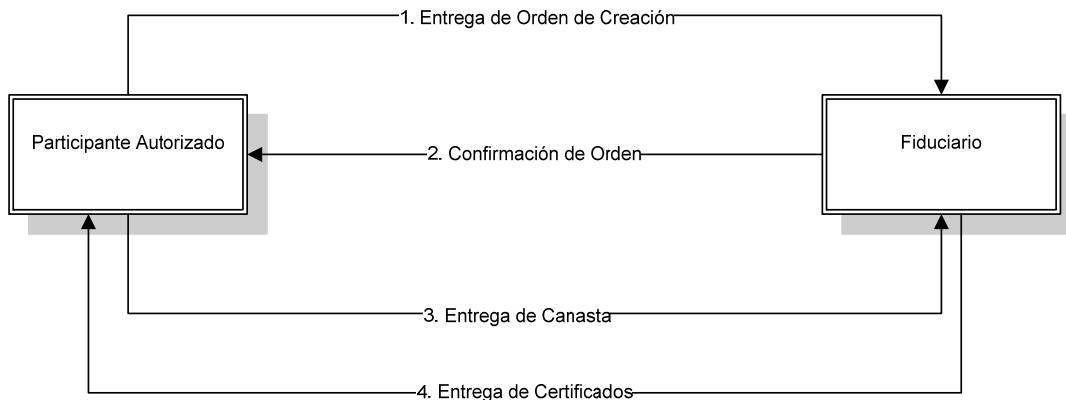 1. Entrega de Orden de Creación
Participante Autorizado
Fiduciario
2. Confirmación de Orden
3. Entrega de Canasta
4. Entrega de Certificados